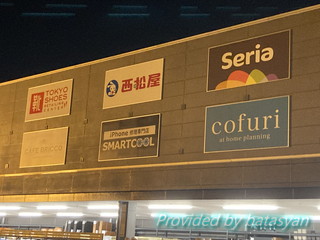 TOKYO
SHOES
西松屋
Seria
iPhone 修理専門店
SMARTCOOL
cofuri
at home planning
Provided by hatasyan